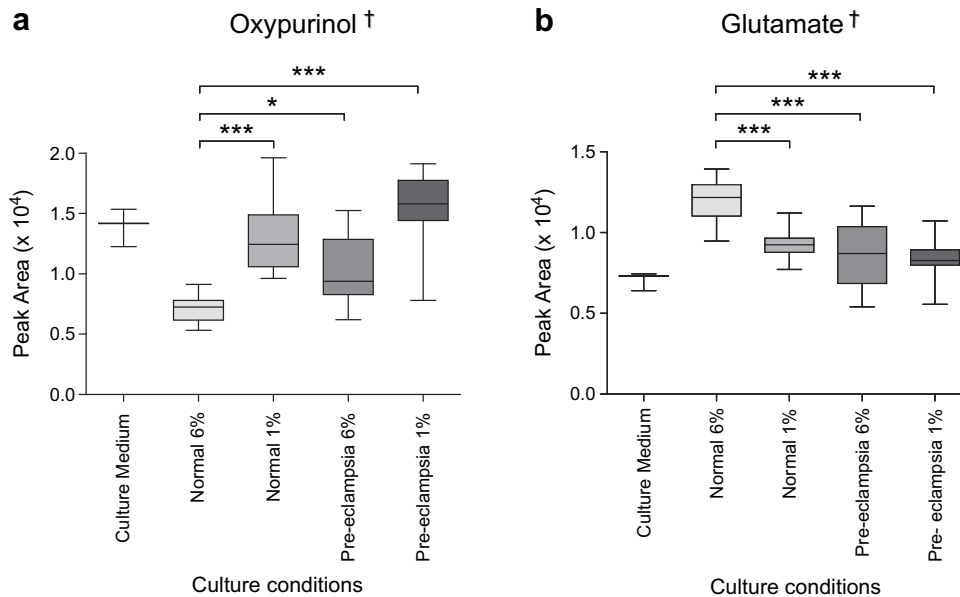 a
Oxypurinol †
***
*
***
Peak Area (x 10⁴)
2.0
1.5
1.0
0.5
0.0
Culture Medium
Normal 6%
Normal 1%
Pre-eclampsia 6%
Pre-eclampsia 1%
Culture conditions
b
Glutamate †
***
***
***
Peak Area (x 10⁴)
1.5
1.0
0.5
0.0
Culture Medium
Normal 6%
Normal 1%
Pre-eclampsia 6%
Pre- eclampsia 1%
Culture conditions